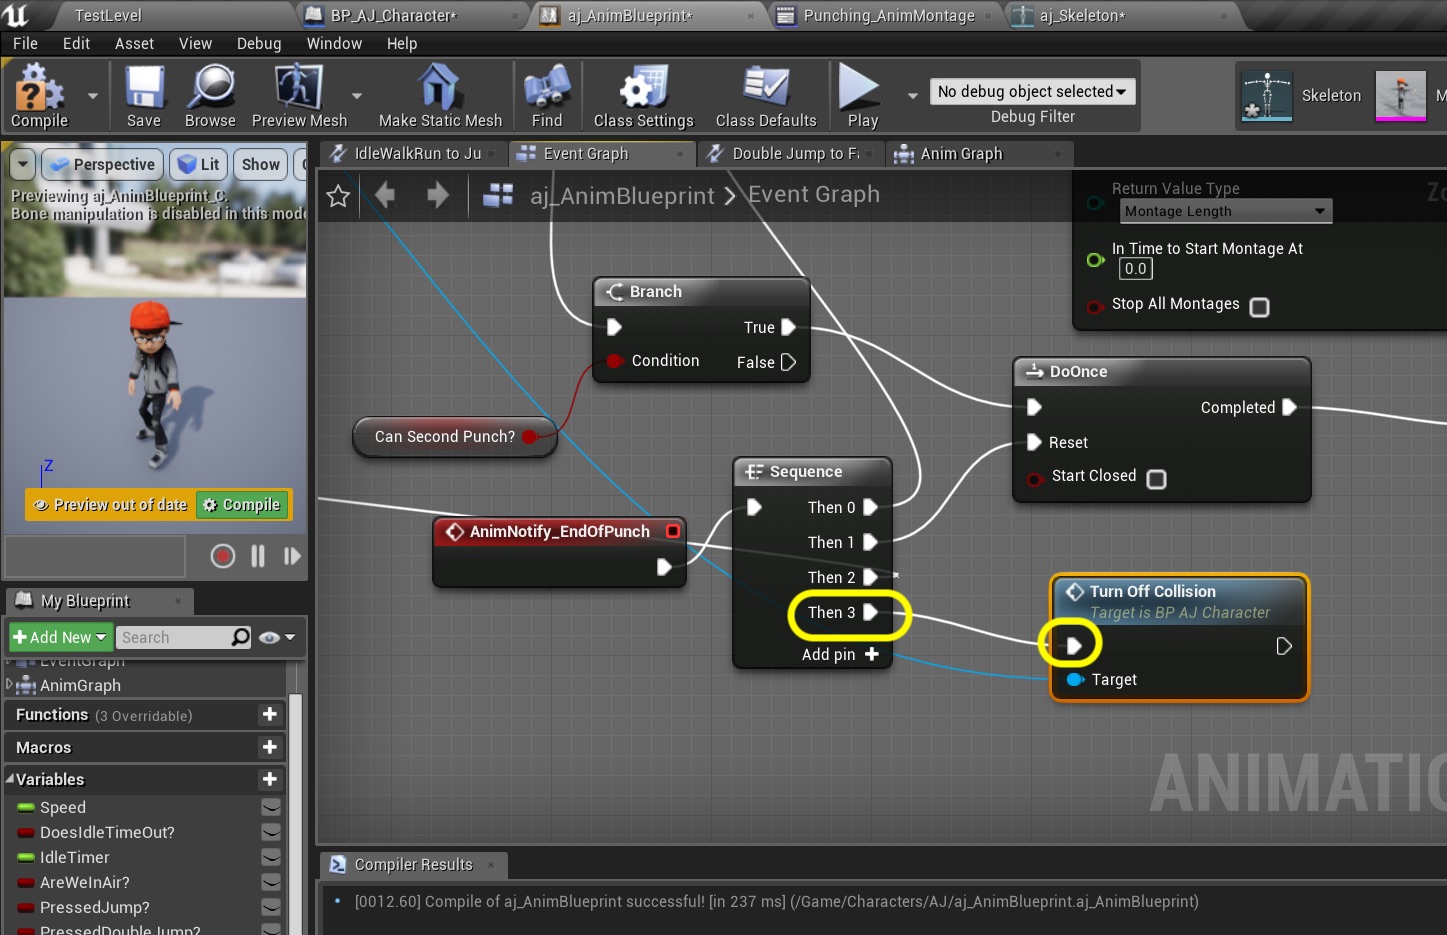 TestLevel
BP_AJ_Character*
aj_AnimBlueprint*
Punching_AnimMontage
aj_Skeleton*
File Edit Asset View Debug Window Help
Compile
Save
Browse
Preview Mesh
Make Static Mesh
Find
Class Settings
Class Defaults
Play
No debug object selected
Debug Filter
Skeleton
M
Perspective
Lit
Show
Previewing aj_AnimBlueprint_C.
Bone manipulation is disabled in this mode
Z
Preview out of date
Compile
IdleWalkRun to Ju
Event Graph
Double Jump to Fa
Anim Graph
aj_AnimBlueprint > Event Graph
Zo
Return Value Type
Montage Length
In Time to Start Montage At
0.0
Stop All Montages
Branch
True
Condition
False
Can Second Punch?
DoOnce
Completed
Reset
Start Closed
AnimNotify_EndOfPunch
Sequence
Then 0
Then 1
Then 2
Then 3
Add pin +
Turn Off Collision
Target is BP AJ Character
Target
ANIMATIO
My Blueprint
+ Add New
Search
EventGraph
AnimGraph
Functions (3 Overridable)
Macros
Variables
Speed
DoesIdleTimeOut?
IdleTimer
AreWeInAir?
PressedJump?
PressedDoubleJump?
Compiler Results
[0012.60] Compile of aj_AnimBlueprint successful! [in 237 ms] (/Game/Characters/AJ/aj_AnimBlueprint.aj_AnimBlueprint)